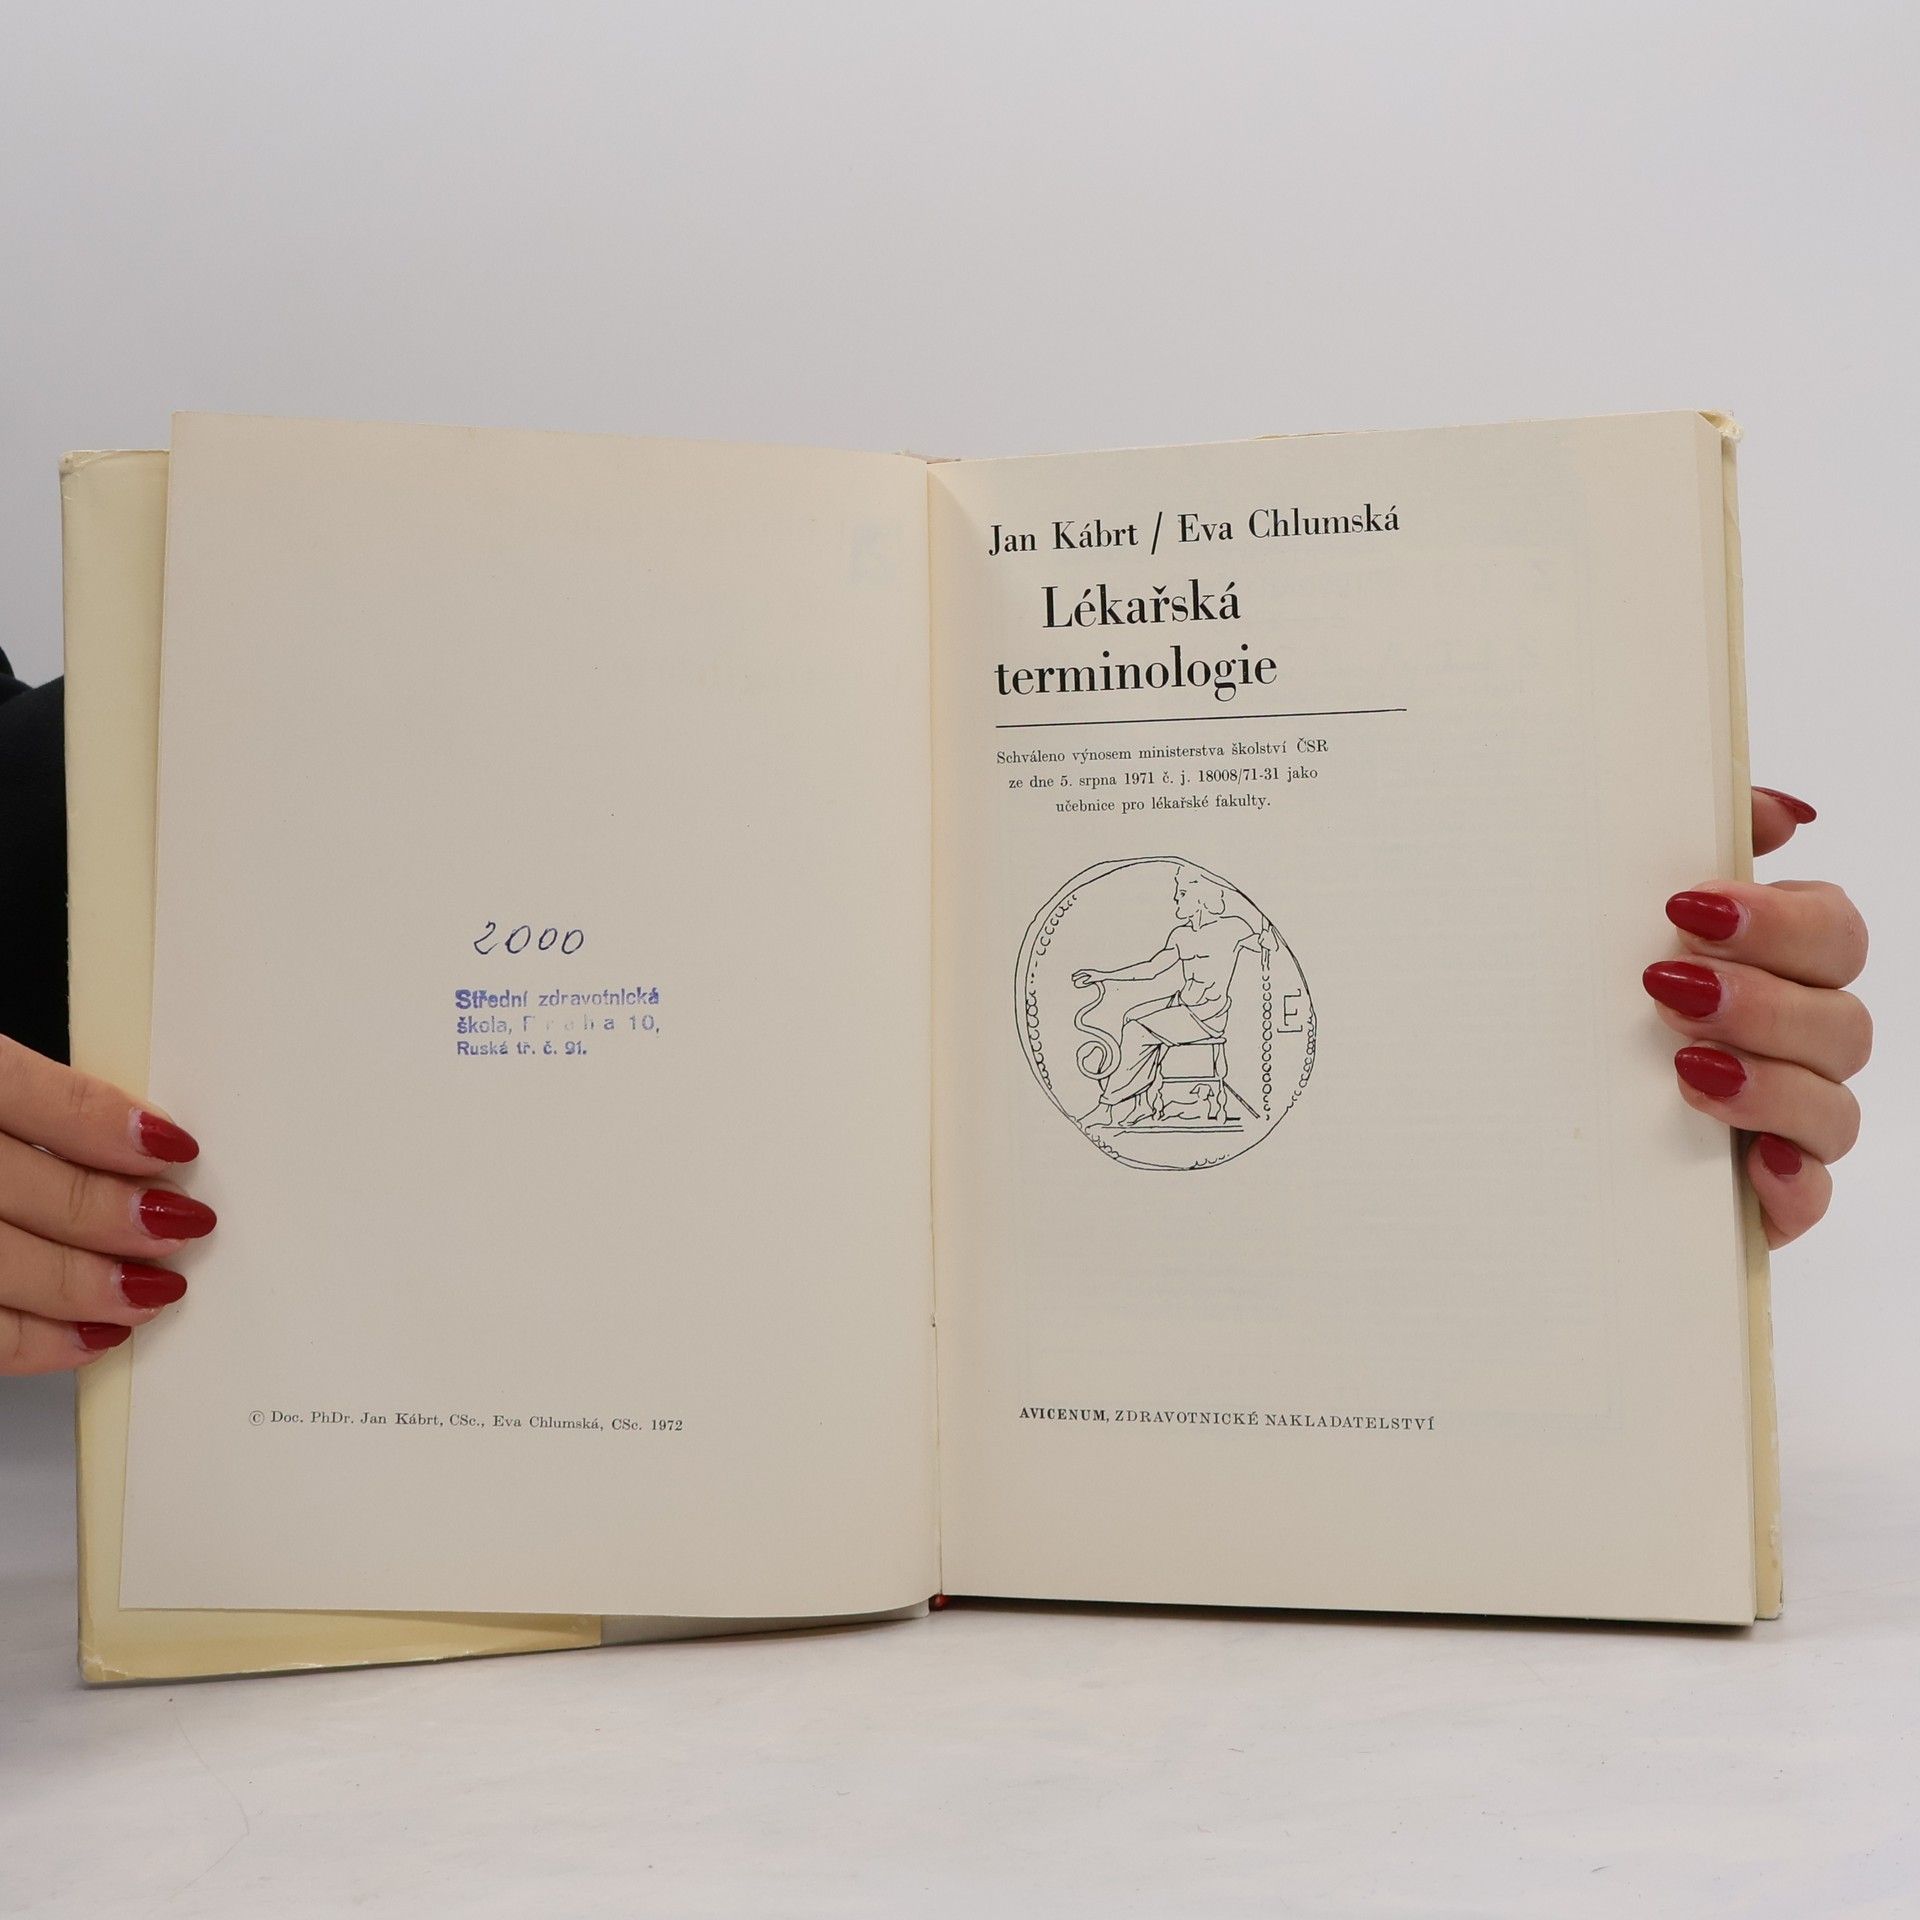 2000
Střední zdravotnická
škola, Praha 10,
Ruská tř. č. 91.
© Doc. PhDr. Jan Kábrt, CSc., Eva Chlumská, CSc. 1972
Jan Kábrt / Eva Chlumská
Lékařská
terminologie
Schváleno výnosem ministerstva školství ČSR
ze dne 5. srpna 1971 č. j. 18008/71-31 jako
učebnice pro lékařské fakulty.
E
AVICENUM, ZDRAVOTNICKÉ NAKLADATELSTVÍ